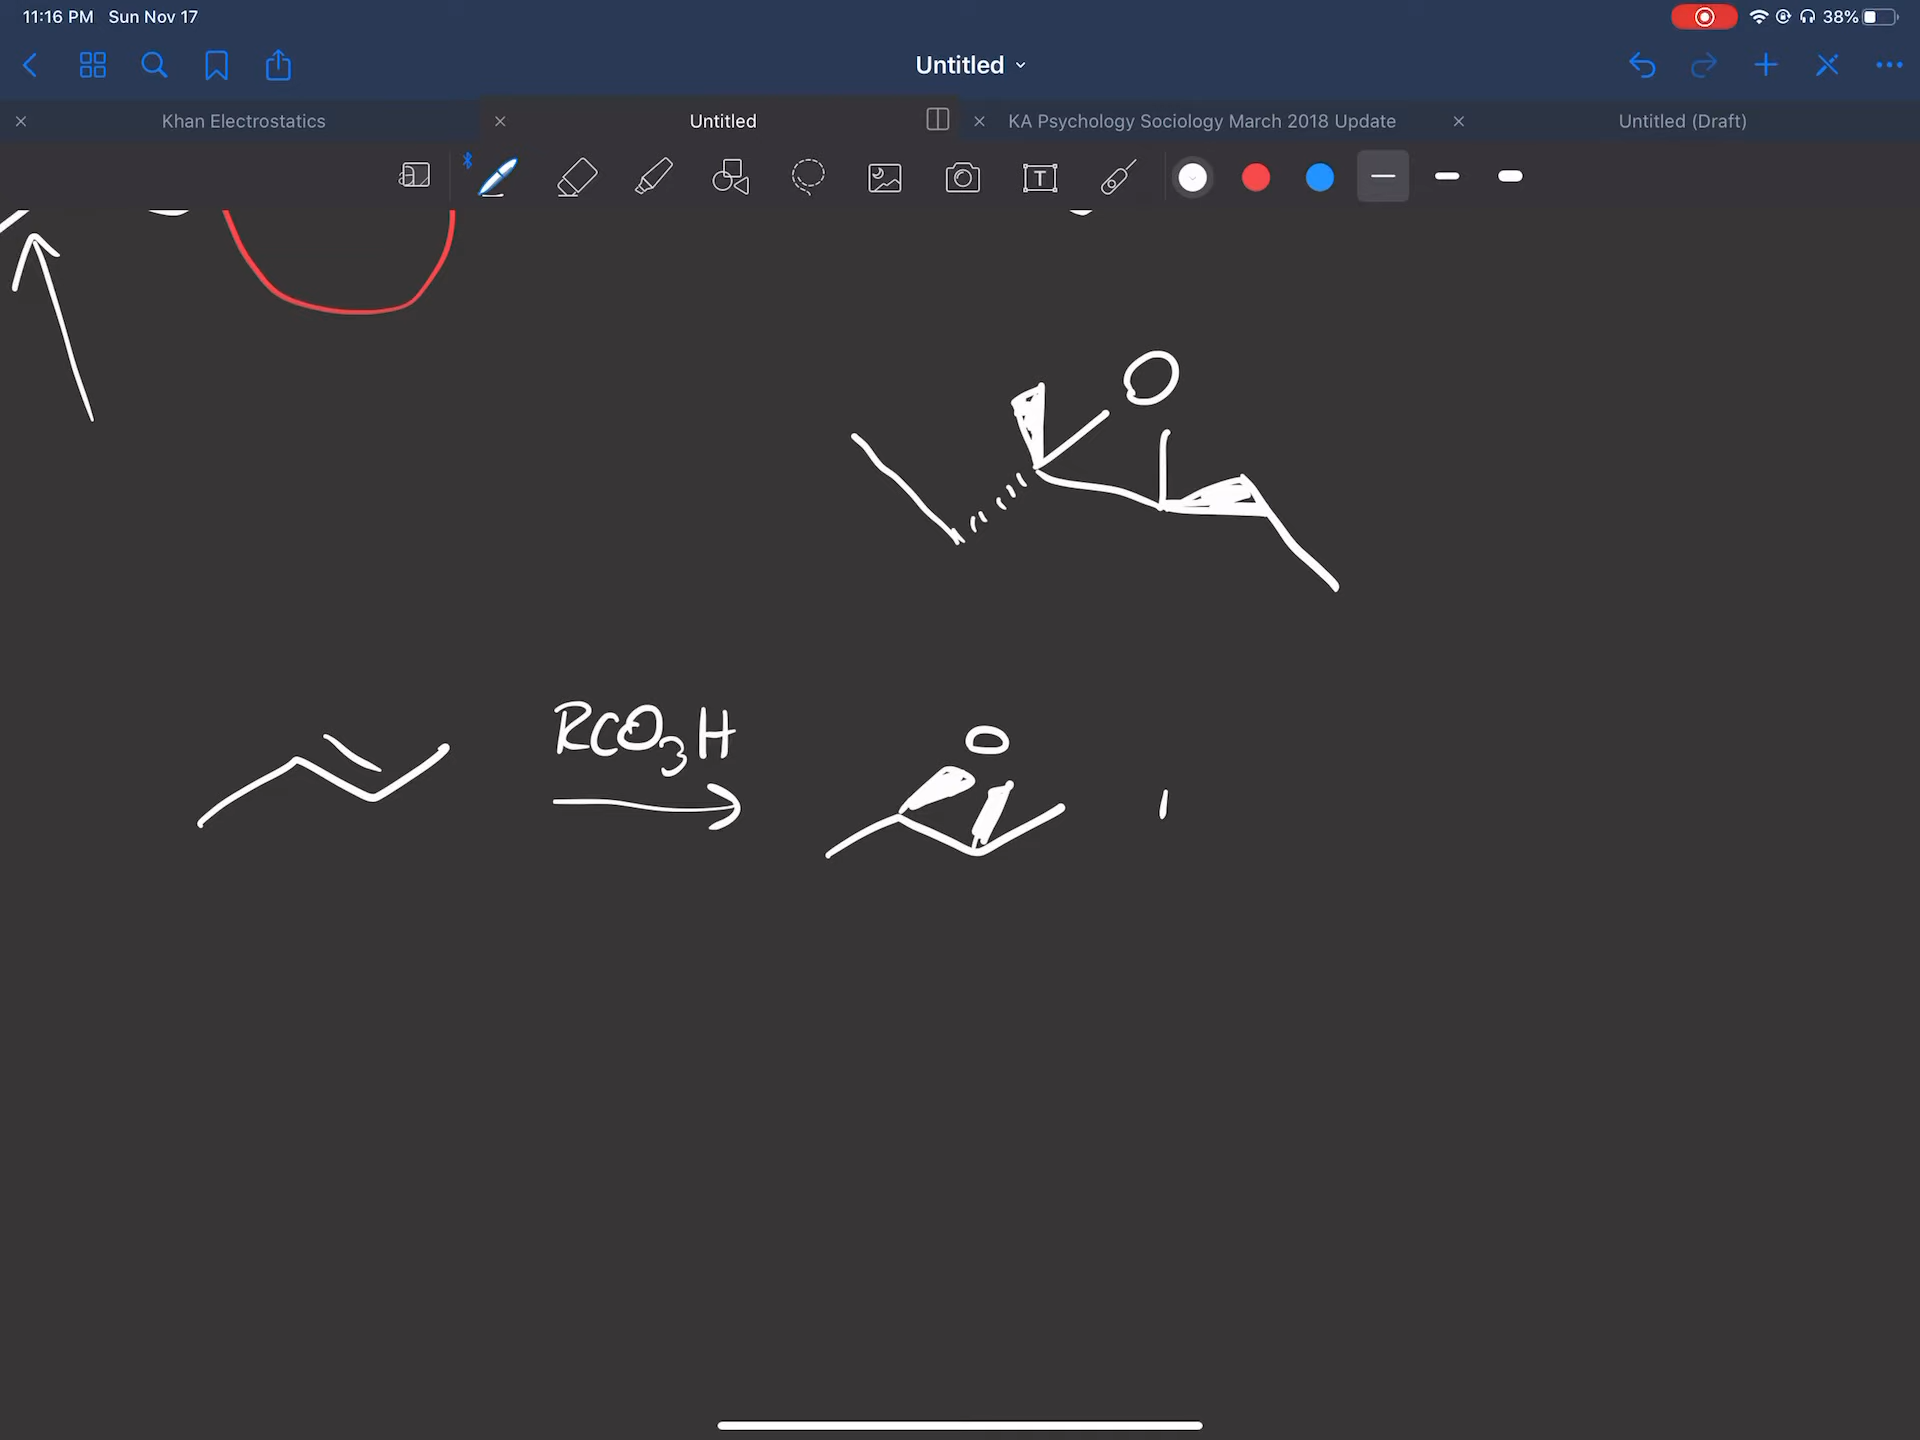 11:16 PM Sun Nov 17
38%
Untitled
Khan Electrostatics
Untitled
KA Psychology Sociology March 2018 Update
Untitled (Draft)
T
O
RCO₃H
O